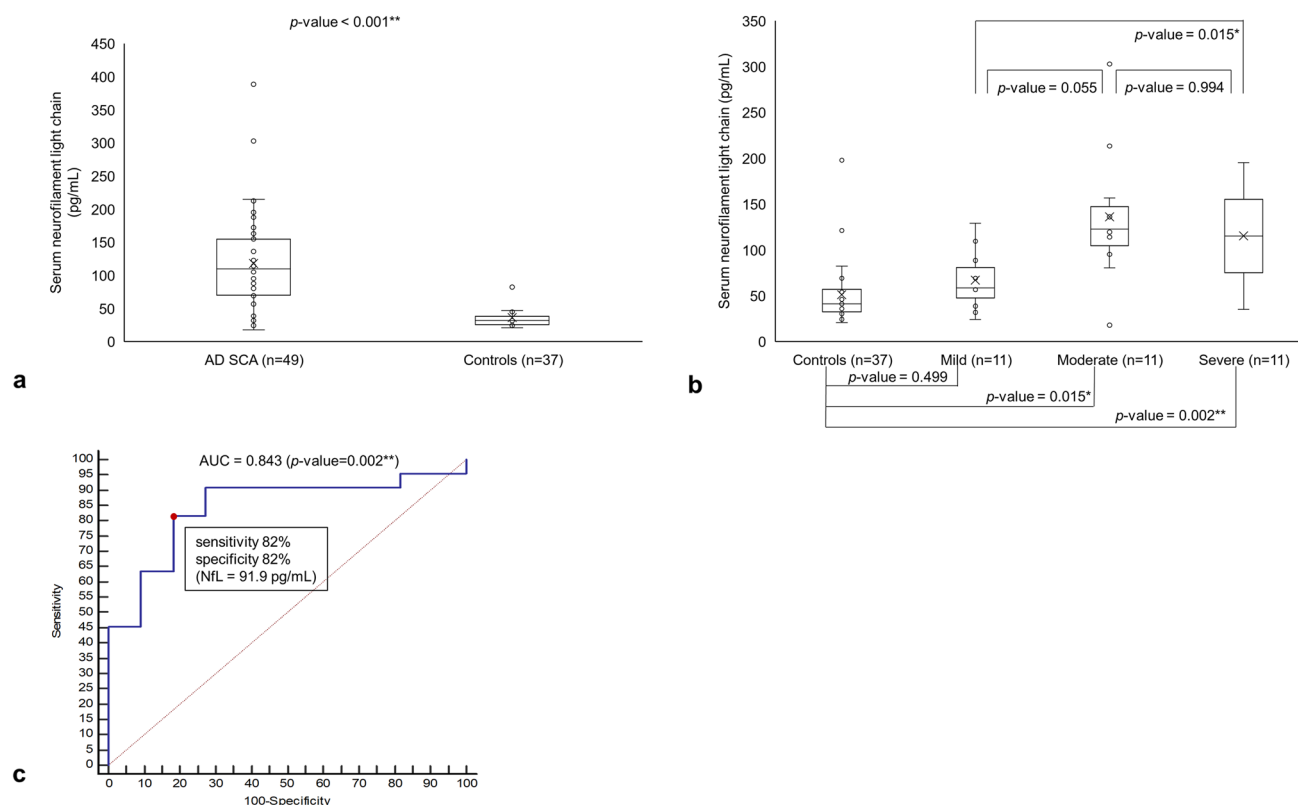 p-value < 0.001**
Serum neurofilament light chain
(pg/mL)
450
400
350
300
250
200
150
100
50
0
AD SCA (n=49)
Controls (n=37)
a
Serum neurofilament light chain (pg/mL)
350
300
250
200
150
100
50
0
p-value = 0.015*
p-value = 0.055
p-value = 0.994
Controls (n=37)
Mild (n=11)
Moderate (n=11)
Severe (n=11)
p-value = 0.499
p-value = 0.015*
p-value = 0.002**
b
AUC = 0.843 (p-value=0.002**)
Sensitivity
100
95
90
85
80
75
70
65
60
55
50
45
40
35
30
25
20
15
10
5
0
sensitivity 82%
specificity 82%
(NfL = 91.9 pg/mL)
0 10 20 30 40 50 60 70 80 90 100
100-Specificity
c